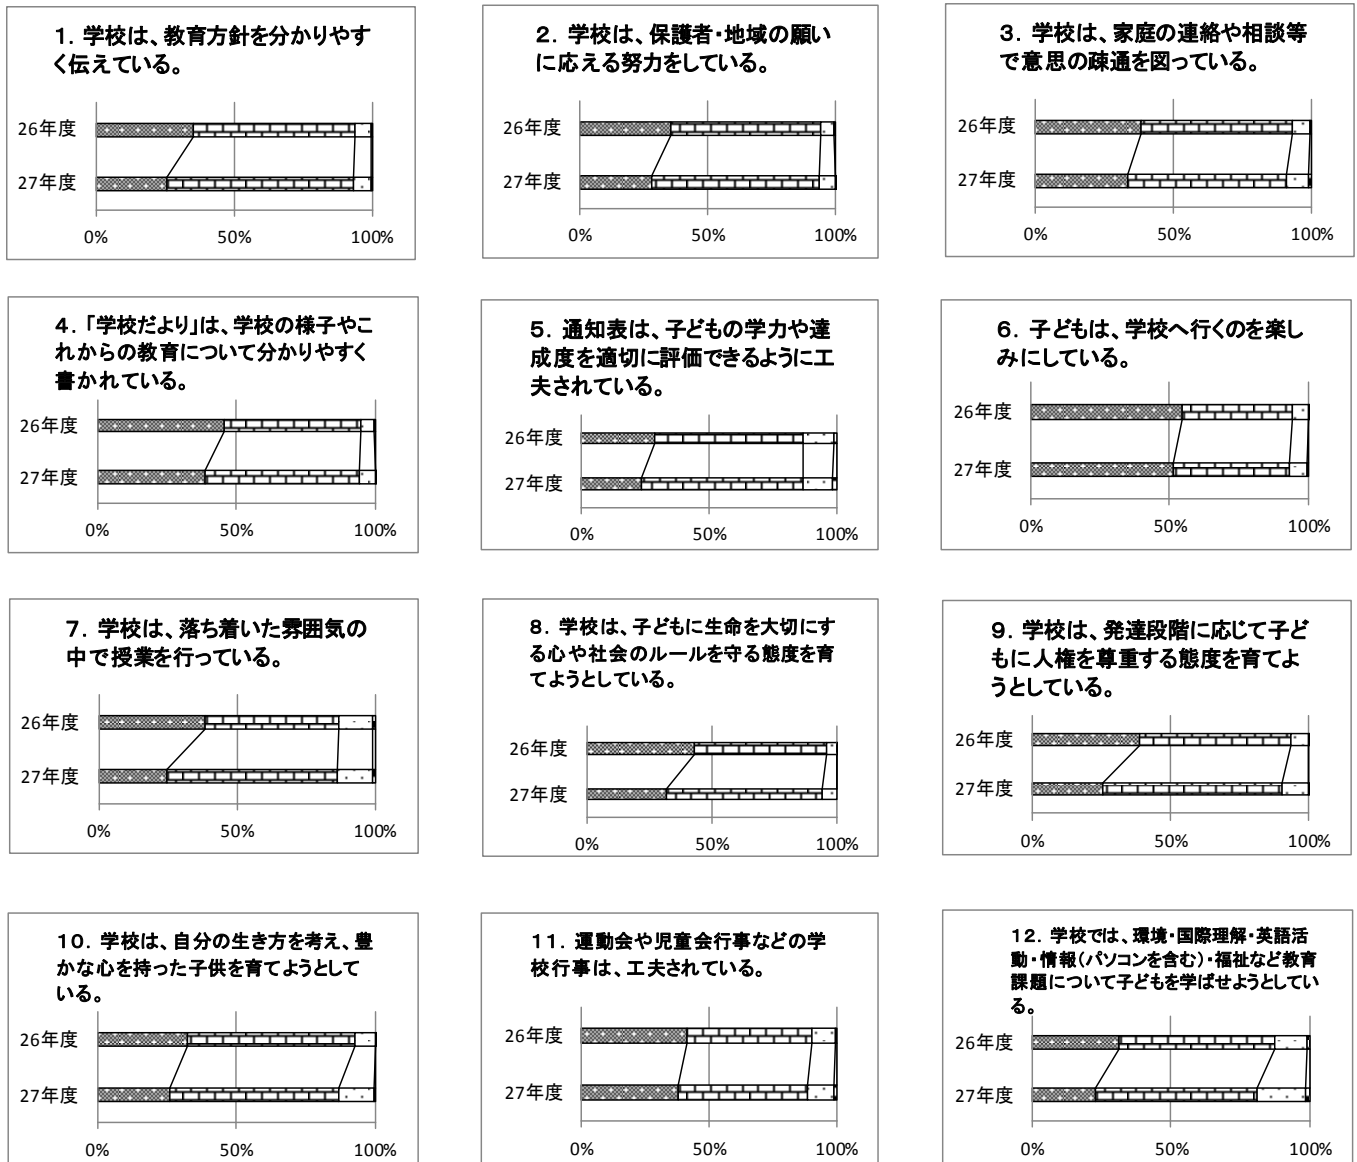 1．学校は、教育方針を分かりやす
く伝えている。
26年度
27年度
0% 50% 100%
2．学校は、保護者・地域の願い
に応える努力をしている。
26年度
27年度
0% 50% 100%
3．学校は、家庭の連絡や相談等
で意思の疎通を図っている。
26年度
27年度
0% 50% 100%
4．「学校だより」は、学校の様子やこ
れからの教育について分かりやすく
書かれている。
26年度
27年度
0% 50% 100%
5．通知表は、子どもの学力や達
成度を適切に評価できるように工
夫されている。
26年度
27年度
0% 50% 100%
6．子どもは、学校へ行くのを楽し
みにしている。
26年度
27年度
0% 50% 100%
7．学校は、落ち着いた雰囲気の
中で授業を行っている。
26年度
27年度
0% 50% 100%
8．学校は、子どもに生命を大切にす
る心や社会のルールを守る態度を育
てようとしている。
26年度
27年度
0% 50% 100%
9．学校は、発達段階に応じて子ど
もに人権を尊重する態度を育てよ
うとしている。
26年度
27年度
0% 50% 100%
10．学校は、自分の生き方を考え、豊
かな心を持った子供を育てようとして
いる。
26年度
27年度
0% 50% 100%
11．運動会や児童会行事などの学
校行事は、工夫されている。
26年度
27年度
0% 50% 100%
12．学校では、環境・国際理解・英語活
動・情報（パソコンを含む）・福祉など教育
課題について子どもを学ばせようとしてい
る。
26年度
27年度
0% 50% 100%